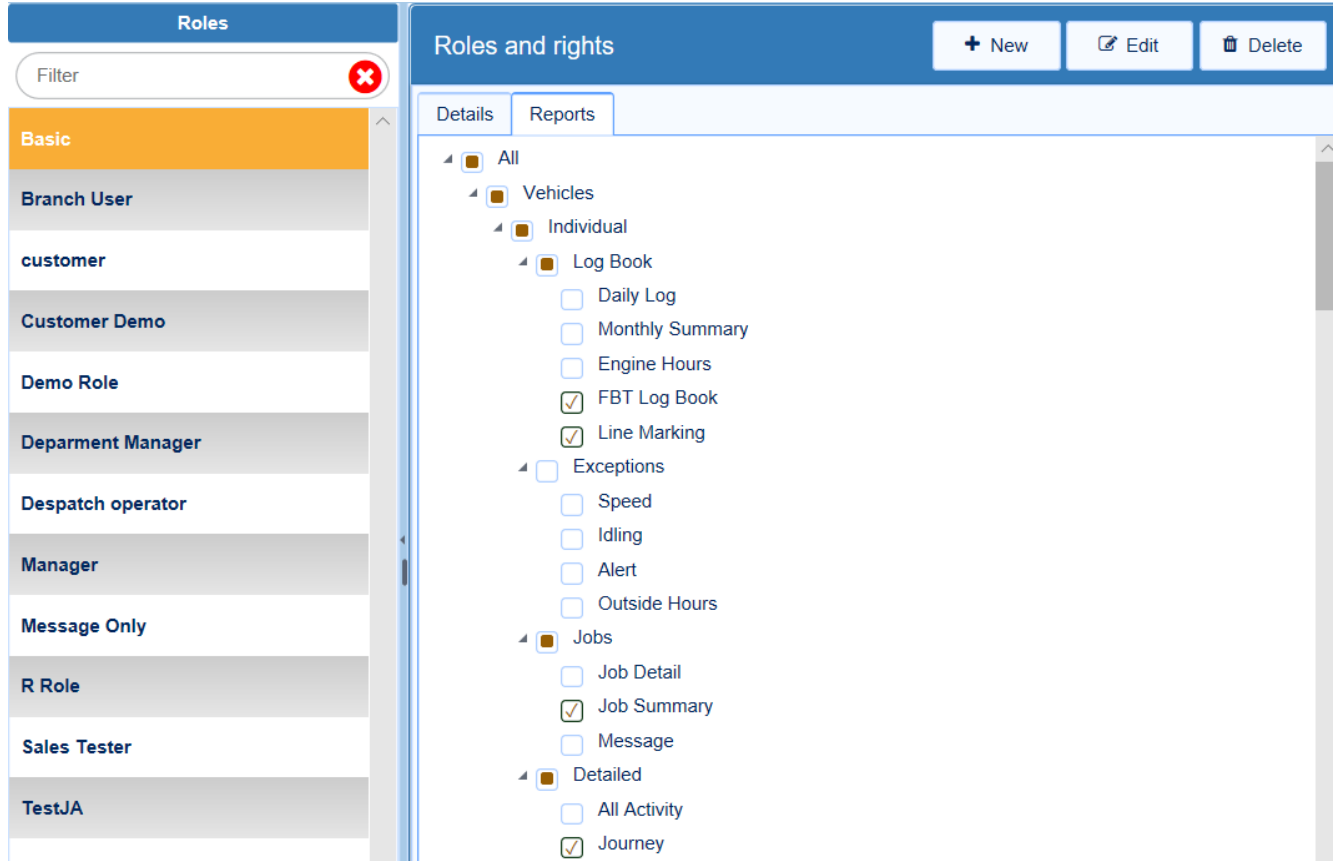 Roles
Filter
Basic
Branch User
customer
Customer Demo
Demo Role
Deparment Manager
Despatch operator
Manager
Message Only
R Role
Sales Tester
TestJA
Roles and rights
New
Edit
Delete
Details
Reports
All
Vehicles
Individual
Log Book
Daily Log
Monthly Summary
Engine Hours
FBT Log Book
Line Marking
Exceptions
Speed
Idling
Alert
Outside Hours
Jobs
Job Detail
Job Summary
Message
Detailed
All Activity
Journey